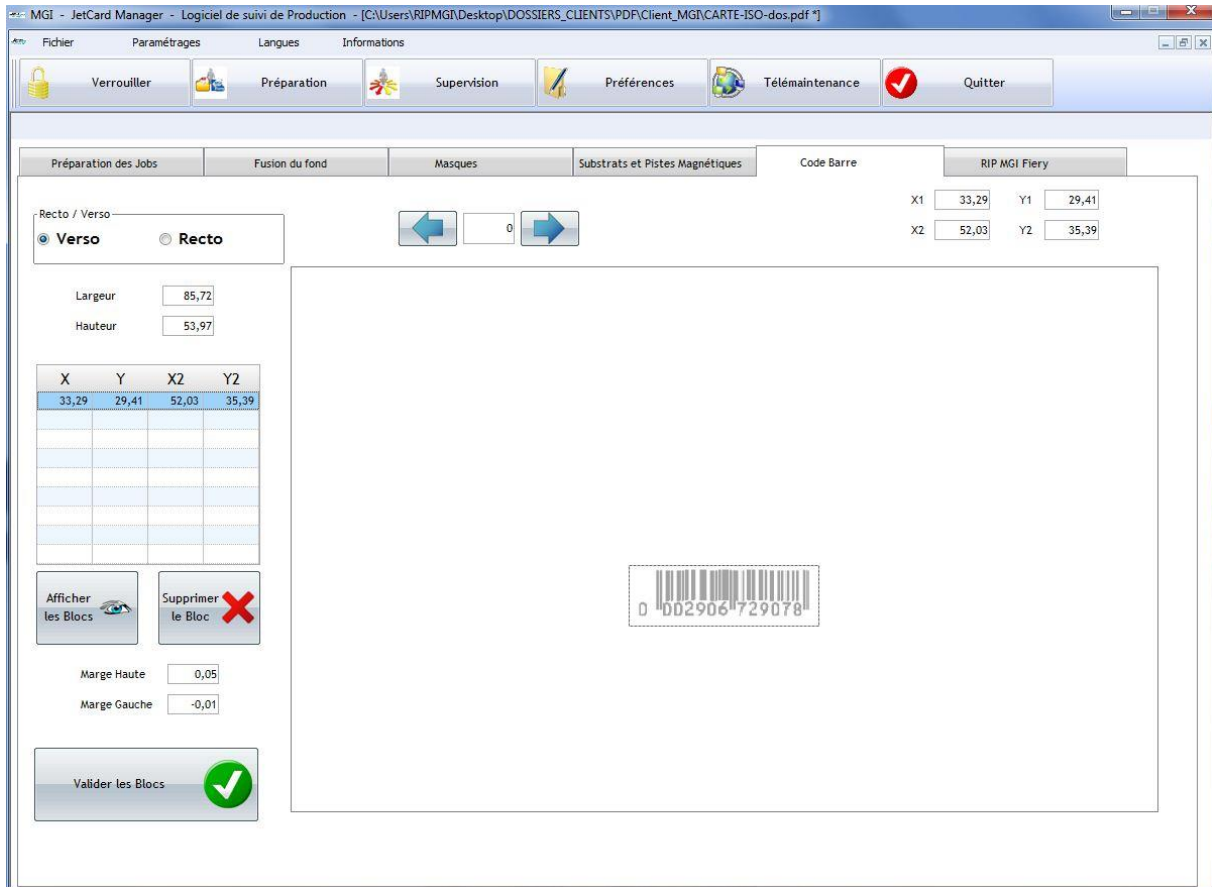 MGI - JetCard Manager - Logiciel de suivi de Production - [C:\Users\RIPMGI\Desktop\DOSSIERS_CLIENTS\PDF\Client_MGI\CARTE-ISO-dos.pdf *]
Fichier Paramétrages Langues Informations
Verrouiller Préparation Supervision Préférences Télémaintenance Quitter
Préparation des Jobs Fusion du fond Masques Substrats et Pistes Magnétiques Code Barre RIP MGI Fiery
X1 33,29 Y1 29,41
Recto / Verso
Verso Recto 0
X2 52,03 Y2 35,39
Largeur 85,72
Hauteur 53,97
X Y X2 Y2
33,29 29,41 52,03 35,39
Afficher
les Blocs
Supprimer
le Bloc
0 002906 729078
Marge Haute 0,05
Marge Gauche -0,01
Valider les Blocs